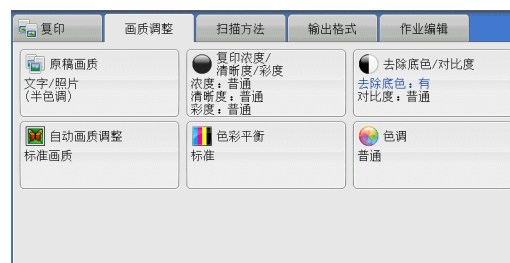 复印
画质调整
扫描方法
输出格式
作业编辑
原稿画质
文字/照片
(半色调)
复印浓度/
清晰度/彩度
浓度：普通
清晰度：普通
彩度：普通
去除底色/对比度
去除底色：有
对比度：普通
自动画质调整
标准画质
色彩平衡
标准
色调
普通